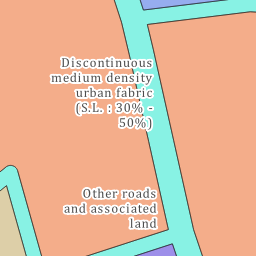 Discontinuous
medium density
urban fabric
(S.L. : 30% -
50%)
Other roads
and associated
land